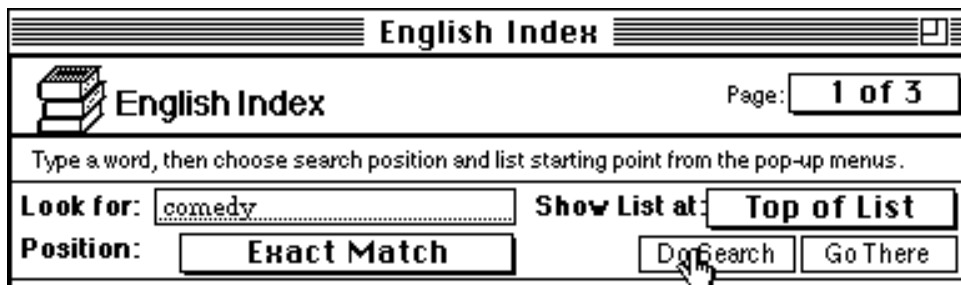 English Index
English Index Page: 1 of 3
Type a word, then choose search position and list starting point from the pop-up menus.
Look for: comedy Show List at: Top of List
Position: Exact Match Do Search Go There